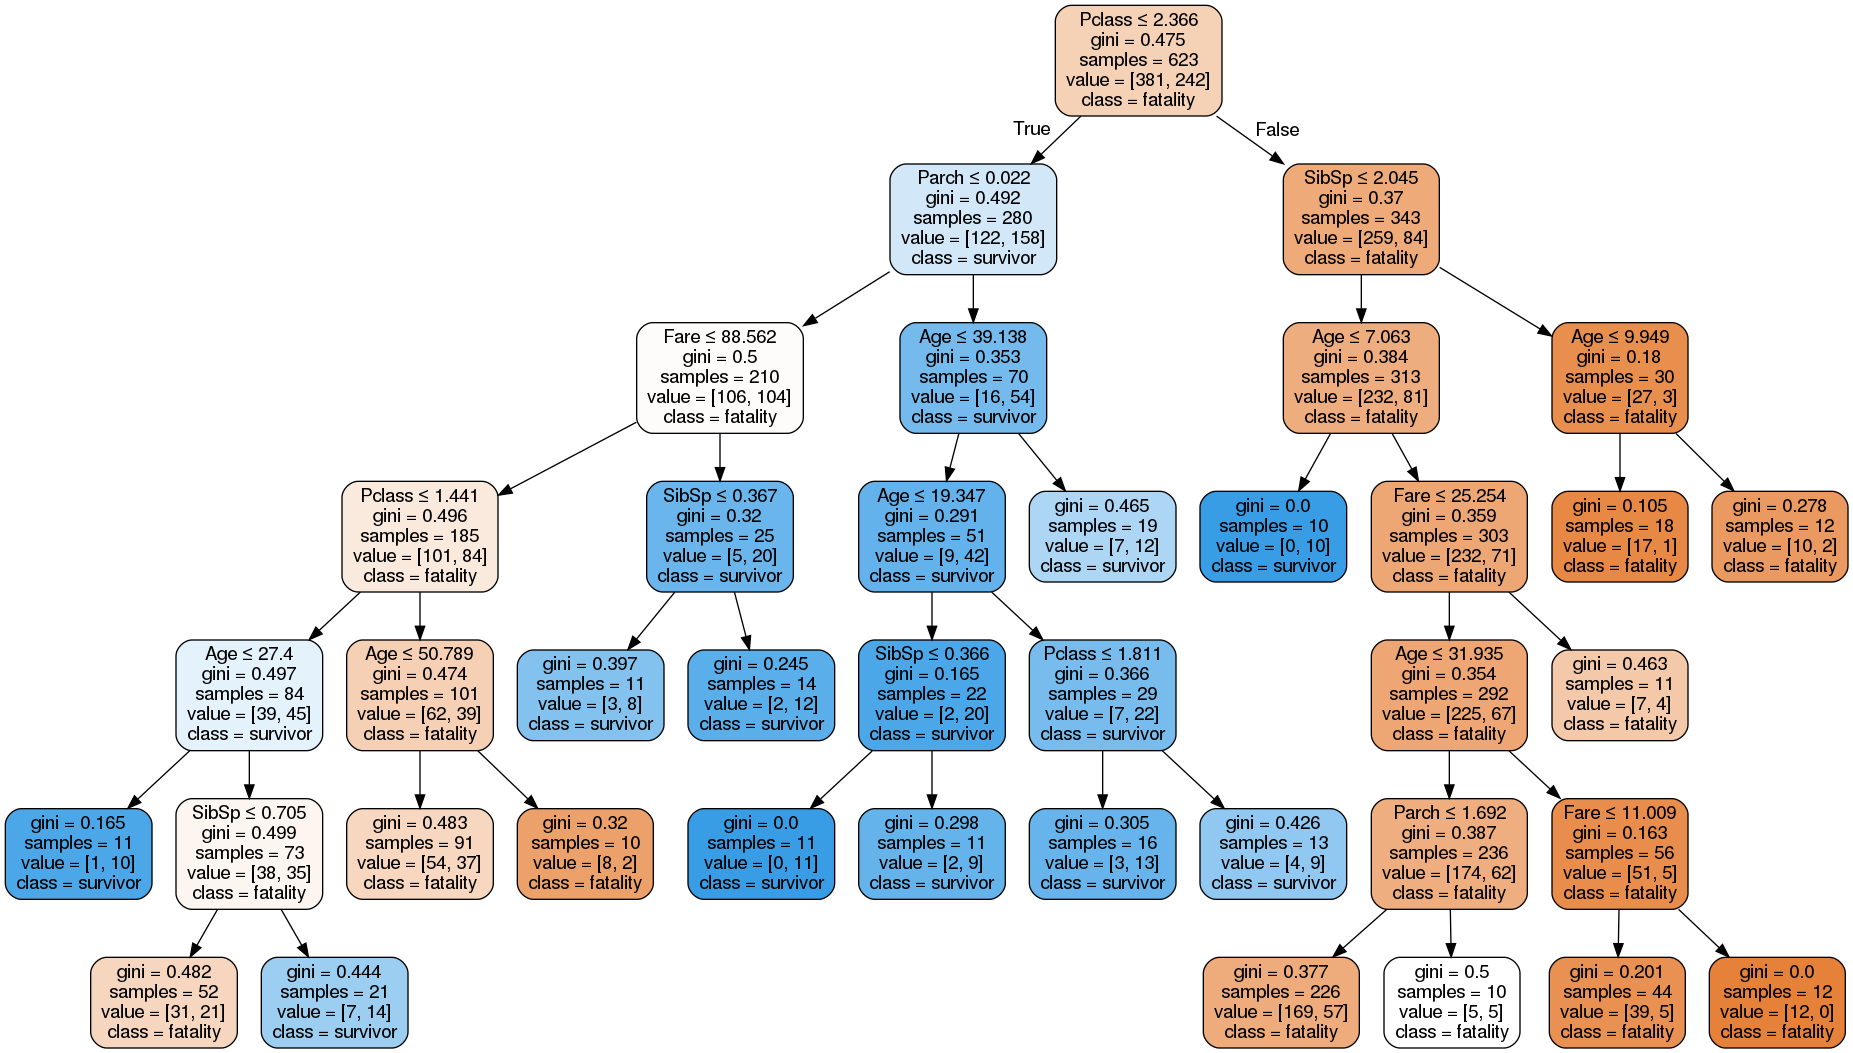 Pclass ≤ 2.366
gini = 0.475
samples = 623
value = [381, 242]
class = fatality
True
False
Parch ≤ 0.022
gini = 0.492
samples = 280
value = [122, 158]
class = survivor
SibSp ≤ 2.045
gini = 0.37
samples = 343
value = [259, 84]
class = fatality
Fare ≤ 88.562
gini = 0.5
samples = 210
value = [106, 104]
class = fatality
Age ≤ 39.138
gini = 0.353
samples = 70
value = [16, 54]
class = survivor
Age ≤ 7.063
gini = 0.384
samples = 313
value = [232, 81]
class = fatality
Age ≤ 9.949
gini = 0.18
samples = 30
value = [27, 3]
class = fatality
Pclass ≤ 1.441
gini = 0.496
samples = 185
value = [101, 84]
class = fatality
SibSp ≤ 0.367
gini = 0.32
samples = 25
value = [5, 20]
class = survivor
Age ≤ 19.347
gini = 0.291
samples = 51
value = [9, 42]
class = survivor
gini = 0.465
samples = 19
value = [7, 12]
class = survivor
gini = 0.0
samples = 10
value = [0, 10]
class = survivor
Fare ≤ 25.254
gini = 0.359
samples = 303
value = [232, 71]
class = fatality
gini = 0.105
samples = 18
value = [17, 1]
class = fatality
gini = 0.278
samples = 12
value = [10, 2]
class = fatality
Age ≤ 27.4
gini = 0.497
samples = 84
value = [39, 45]
class = survivor
Age ≤ 50.789
gini = 0.474
samples = 101
value = [62, 39]
class = fatality
gini = 0.397
samples = 11
value = [3, 8]
class = survivor
gini = 0.245
samples = 14
value = [2, 12]
class = survivor
SibSp ≤ 0.366
gini = 0.165
samples = 22
value = [2, 20]
class = survivor
Pclass ≤ 1.811
gini = 0.366
samples = 29
value = [7, 22]
class = survivor
Age ≤ 31.935
gini = 0.354
samples = 292
value = [225, 67]
class = fatality
gini = 0.463
samples = 11
value = [7, 4]
class = fatality
gini = 0.165
samples = 11
value = [1, 10]
class = survivor
SibSp ≤ 0.705
gini = 0.499
samples = 73
value = [38, 35]
class = fatality
gini = 0.483
samples = 91
value = [54, 37]
class = fatality
gini = 0.32
samples = 10
value = [8, 2]
class = fatality
gini = 0.0
samples = 11
value = [0, 11]
class = survivor
gini = 0.298
samples = 11
value = [2, 9]
class = survivor
gini = 0.305
samples = 16
value = [3, 13]
class = survivor
gini = 0.426
samples = 13
value = [4, 9]
class = survivor
Parch ≤ 1.692
gini = 0.387
samples = 236
value = [174, 62]
class = fatality
Fare ≤ 11.009
gini = 0.163
samples = 56
value = [51, 5]
class = fatality
gini = 0.482
samples = 52
value = [31, 21]
class = fatality
gini = 0.444
samples = 21
value = [7, 14]
class = survivor
gini = 0.377
samples = 226
value = [169, 57]
class = fatality
gini = 0.5
samples = 10
value = [5, 5]
class = fatality
gini = 0.201
samples = 44
value = [39, 5]
class = fatality
gini = 0.0
samples = 12
value = [12, 0]
class = fatality